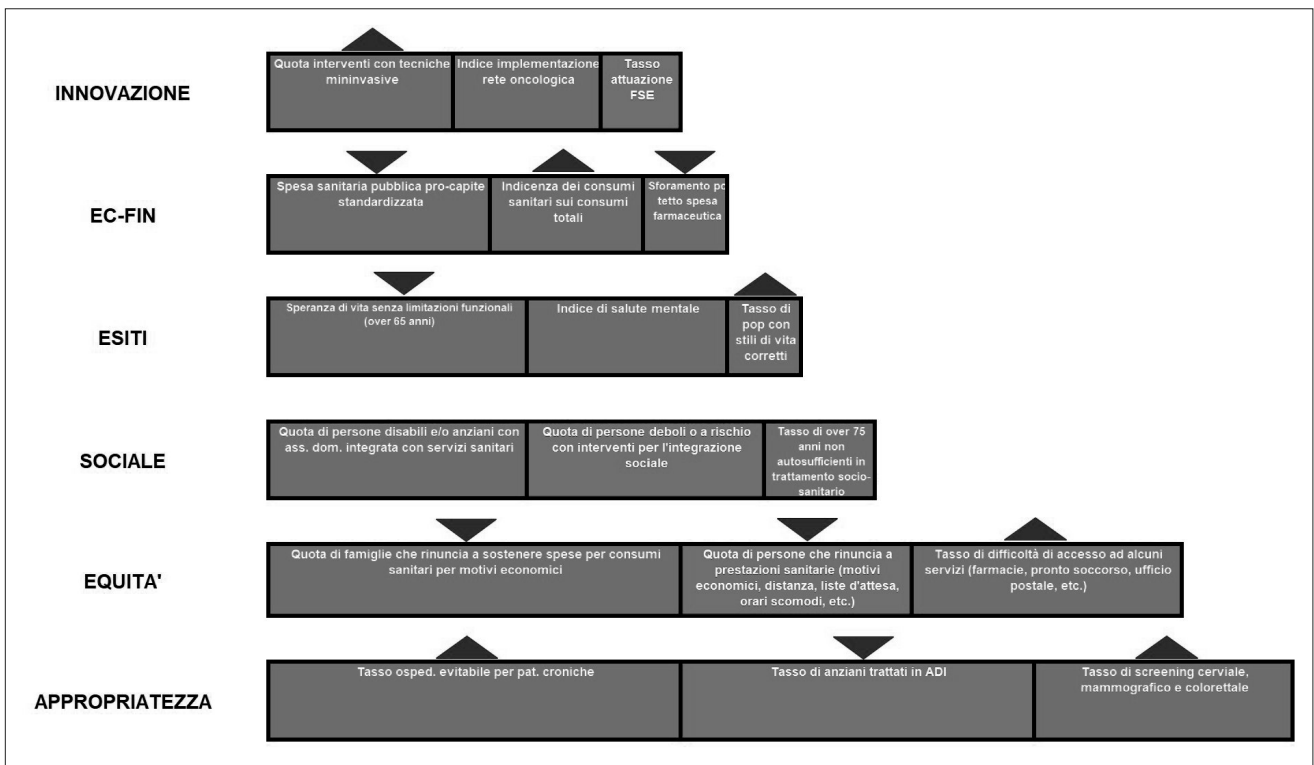 INNOVAZIONE
Quota interventi con tecniche
mininvasive
Indice implementazione
rete oncologica
Tasso
attuazione
FSE
EC-FIN
Spesa sanitaria pubblica pro-capite
standardizzata
Indicenza dei consumi
sanitari sui consumi
totali
Sforamento po
tetto spesa
farmaceutica
ESITI
Speranza di vita senza limitazioni funzionali
(over 65 anni)
Indice di salute mentale
Tasso di
pop con
stili di vita
corretti
SOCIALE
Quota di persone disabili e/o anziani con
ass. dom. integrata con servizi sanitari
Quota di persone deboli o a rischio
con interventi per l'integrazione
sociale
Tasso di over 75
anni non
autosufficienti in
trattamento socio-
sanitario
EQUITA'
Quota di famiglie che rinuncia a sostenere spese per consumi
sanitari per motivi economici
Quota di persone che rinuncia a
prestazioni sanitarie (motivi
economici, distanza, liste d'attesa,
orari scomodi, etc.)
Tasso di difficoltà di accesso ad alcuni
servizi (farmacie, pronto soccorso, ufficio
postale, etc.)
APPROPRIATEZZA
Tasso osped. evitabile per pat. croniche
Tasso di anziani trattati in ADI
Tasso di screening cerviale,
mammografico e colorettale